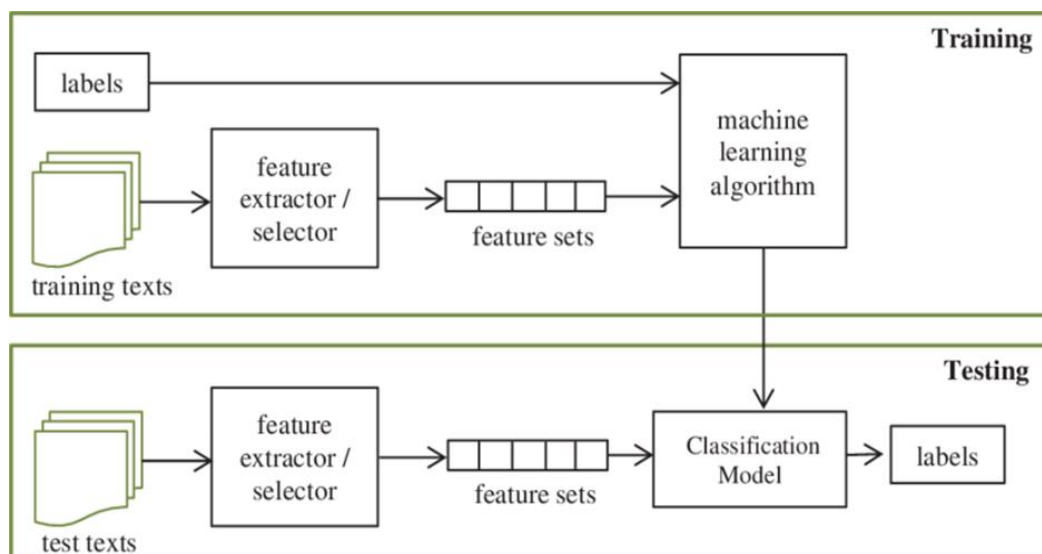 Training
labels
machine
learning
algorithm
feature
extractor /
selector
feature sets
training texts
Testing
feature
extractor /
selector
Classification
Model
labels
feature sets
test texts